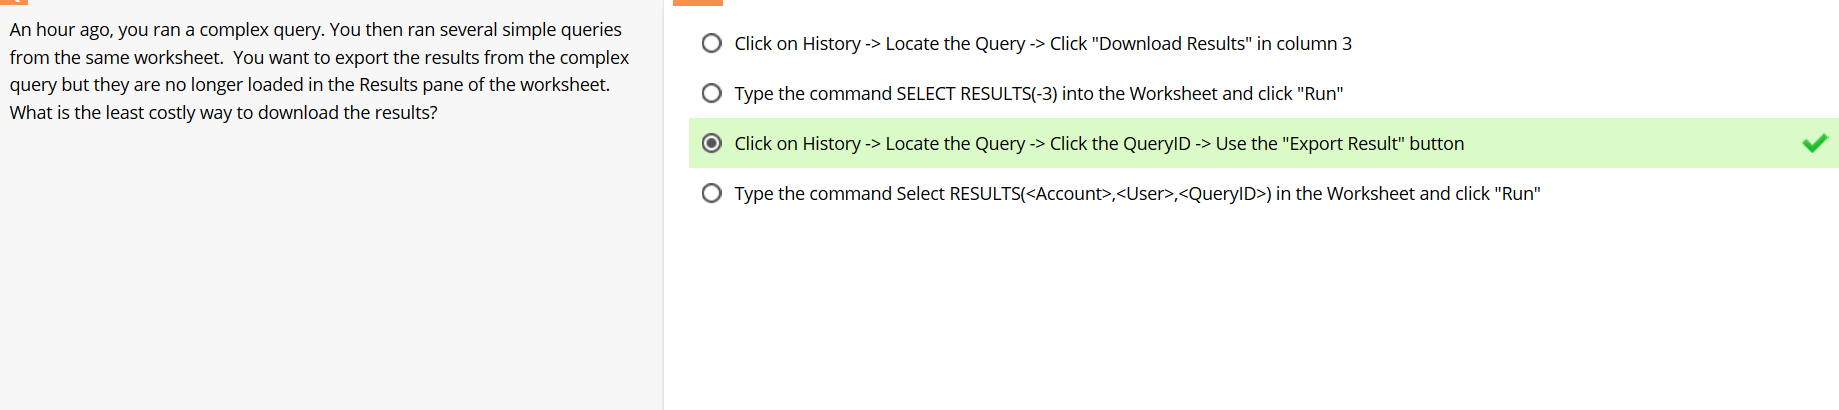 An hour ago, you ran a complex query. You then ran several simple queries
from the same worksheet.  You want to export the results from the complex
query but they are no longer loaded in the Results pane of the worksheet.
What is the least costly way to download the results?
Click on History -> Locate the Query -> Click "Download Results" in column 3
Type the command SELECT RESULTS(-3) into the Worksheet and click "Run"
Click on History -> Locate the Query -> Click the QueryID -> Use the "Export Result" button
Type the command Select RESULTS(<Account>,<User>,<QueryID>) in the Worksheet and click "Run"